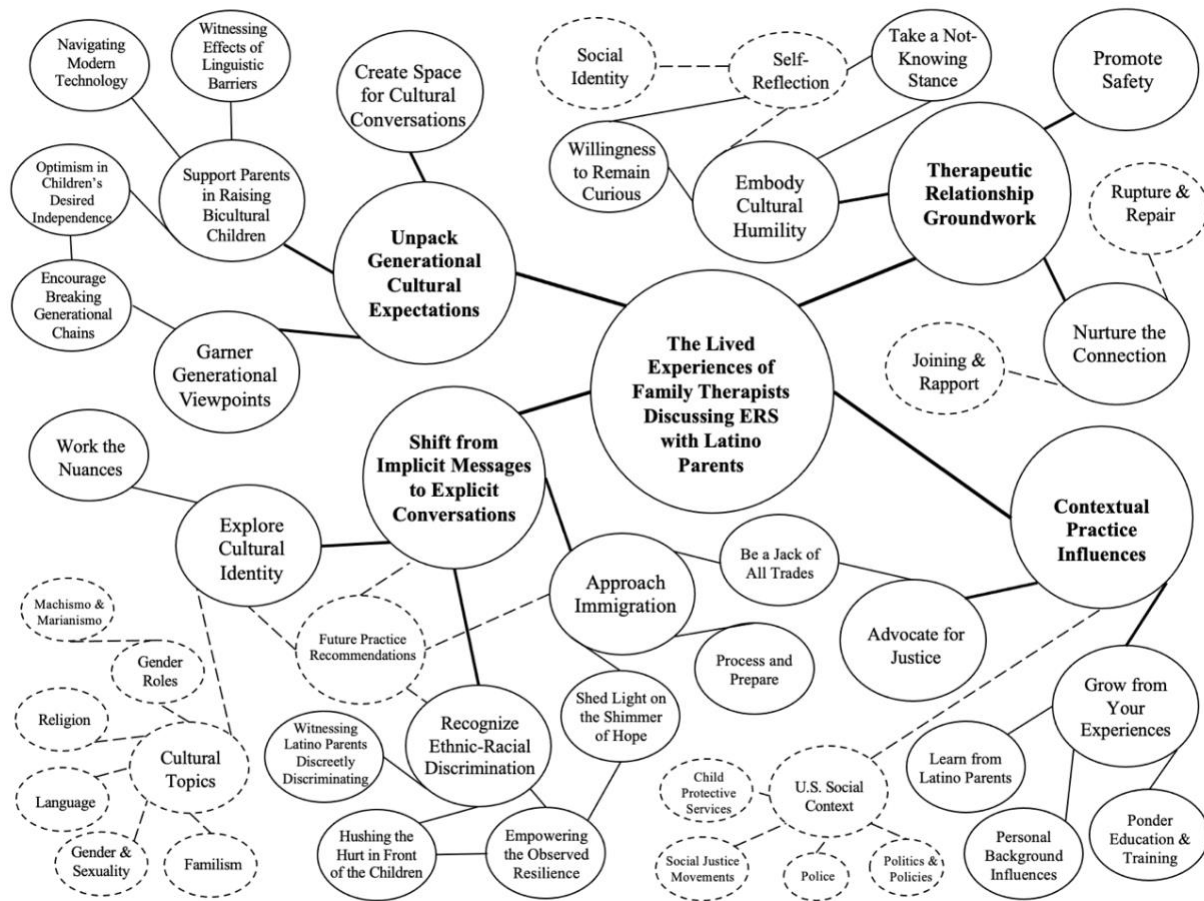 Navigating
Modern
Technology
Witnessing
Effects of
Linguistic
Barriers
Create Space
for Cultural
Conversations
Social
Identity
Self-
Reflection
Take a Not-
Knowing
Stance
Promote
Safety
Optimism in
Children's
Desired
Independence
Support Parents
in Raising
Bicultural
Children
Unpack
Generational
Cultural
Expectations
Willingness
to Remain
Curious
Embody
Cultural
Humility
Therapeutic
Relationship
Groundwork
Rupture &
Repair
Encourage
Breaking
Generational
Chains
Garner
Generational
Viewpoints
The Lived
Experiences of
Family Therapists
Discussing ERS
with Latino
Parents
Joining &
Rapport
Nurture the
Connection
Work the
Nuances
Shift from
Implicit Messages
to Explicit
Conversations
Contextual
Practice
Influences
Explore
Cultural
Identity
Approach
Immigration
Be a Jack of
All Trades
Advocate for
Justice
Machismo &
Marianismo
Gender
Roles
Future Practice
Recommendations
Process and
Prepare
Grow from
Your
Experiences
Religion
Cultural
Topics
Language
Gender &
Sexuality
Familism
Witnessing
Latino Parents
Discreetly
Discriminating
Recognize
Ethnic-Racial
Discrimination
Shed Light on
the Shimmer
of Hope
Hushing the
Hurt in Front
of the Children
Empowering
the Observed
Resilience
Child
Protective
Services
U.S. Social
Context
Learn from
Latino Parents
Social Justice
Movements
Police
Politics &
Policies
Personal
Background
Influences
Ponder
Education &
Training